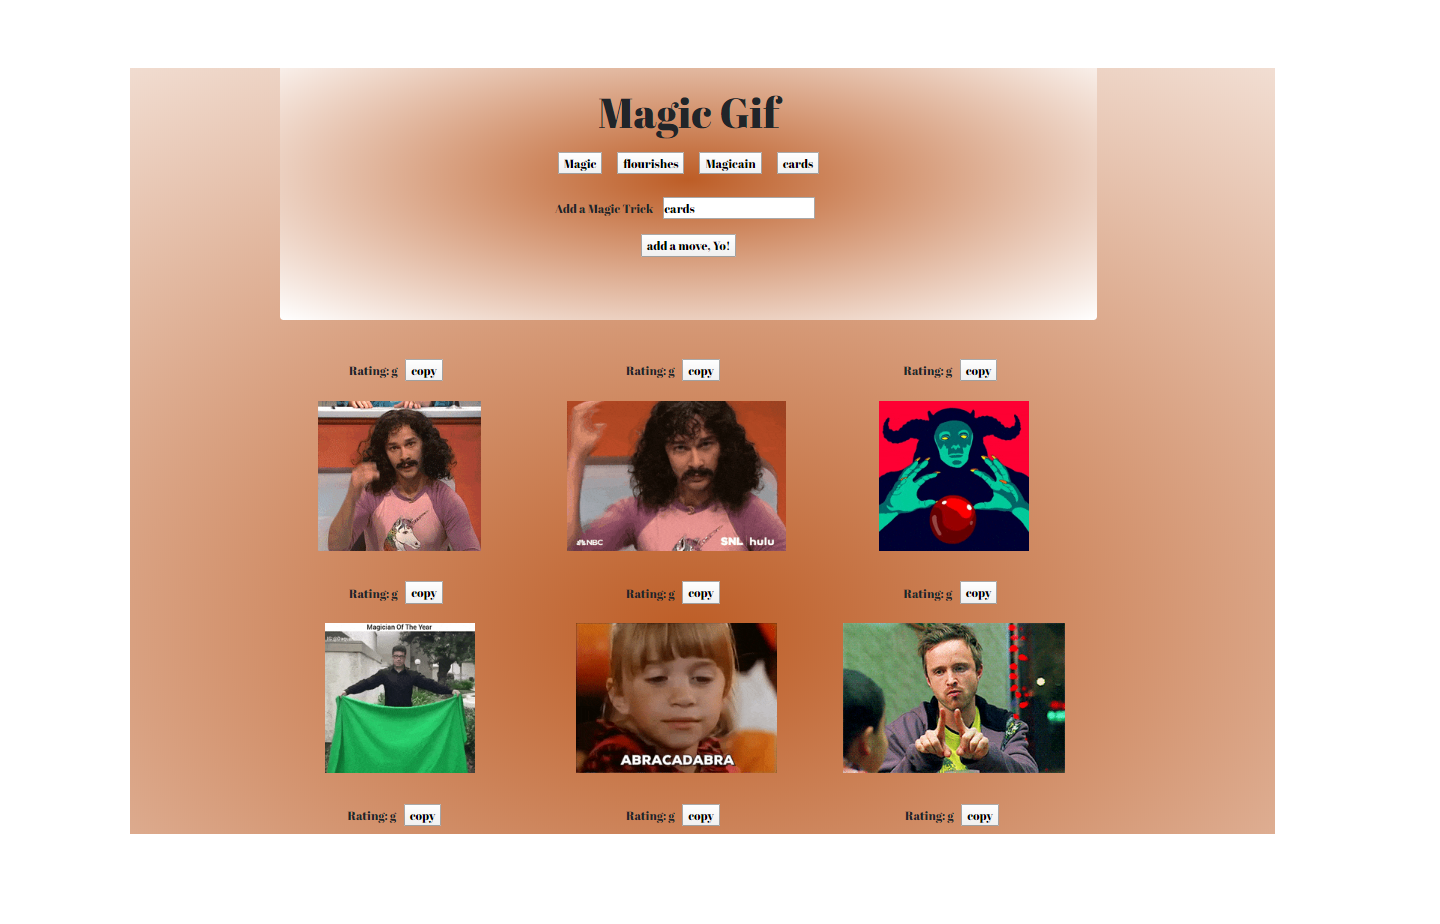 Magic Gif
Magic flourishes Magicain cards
Add a Magic Trick cards
add a move, Yo!
Rating: g copy Rating: g copy Rating: g copy
NBC SNL hulu
Rating: g copy Rating: g copy Rating: g copy
Magician Of The Year
ABRACADABRA
Rating: g copy Rating: g copy Rating: g copy